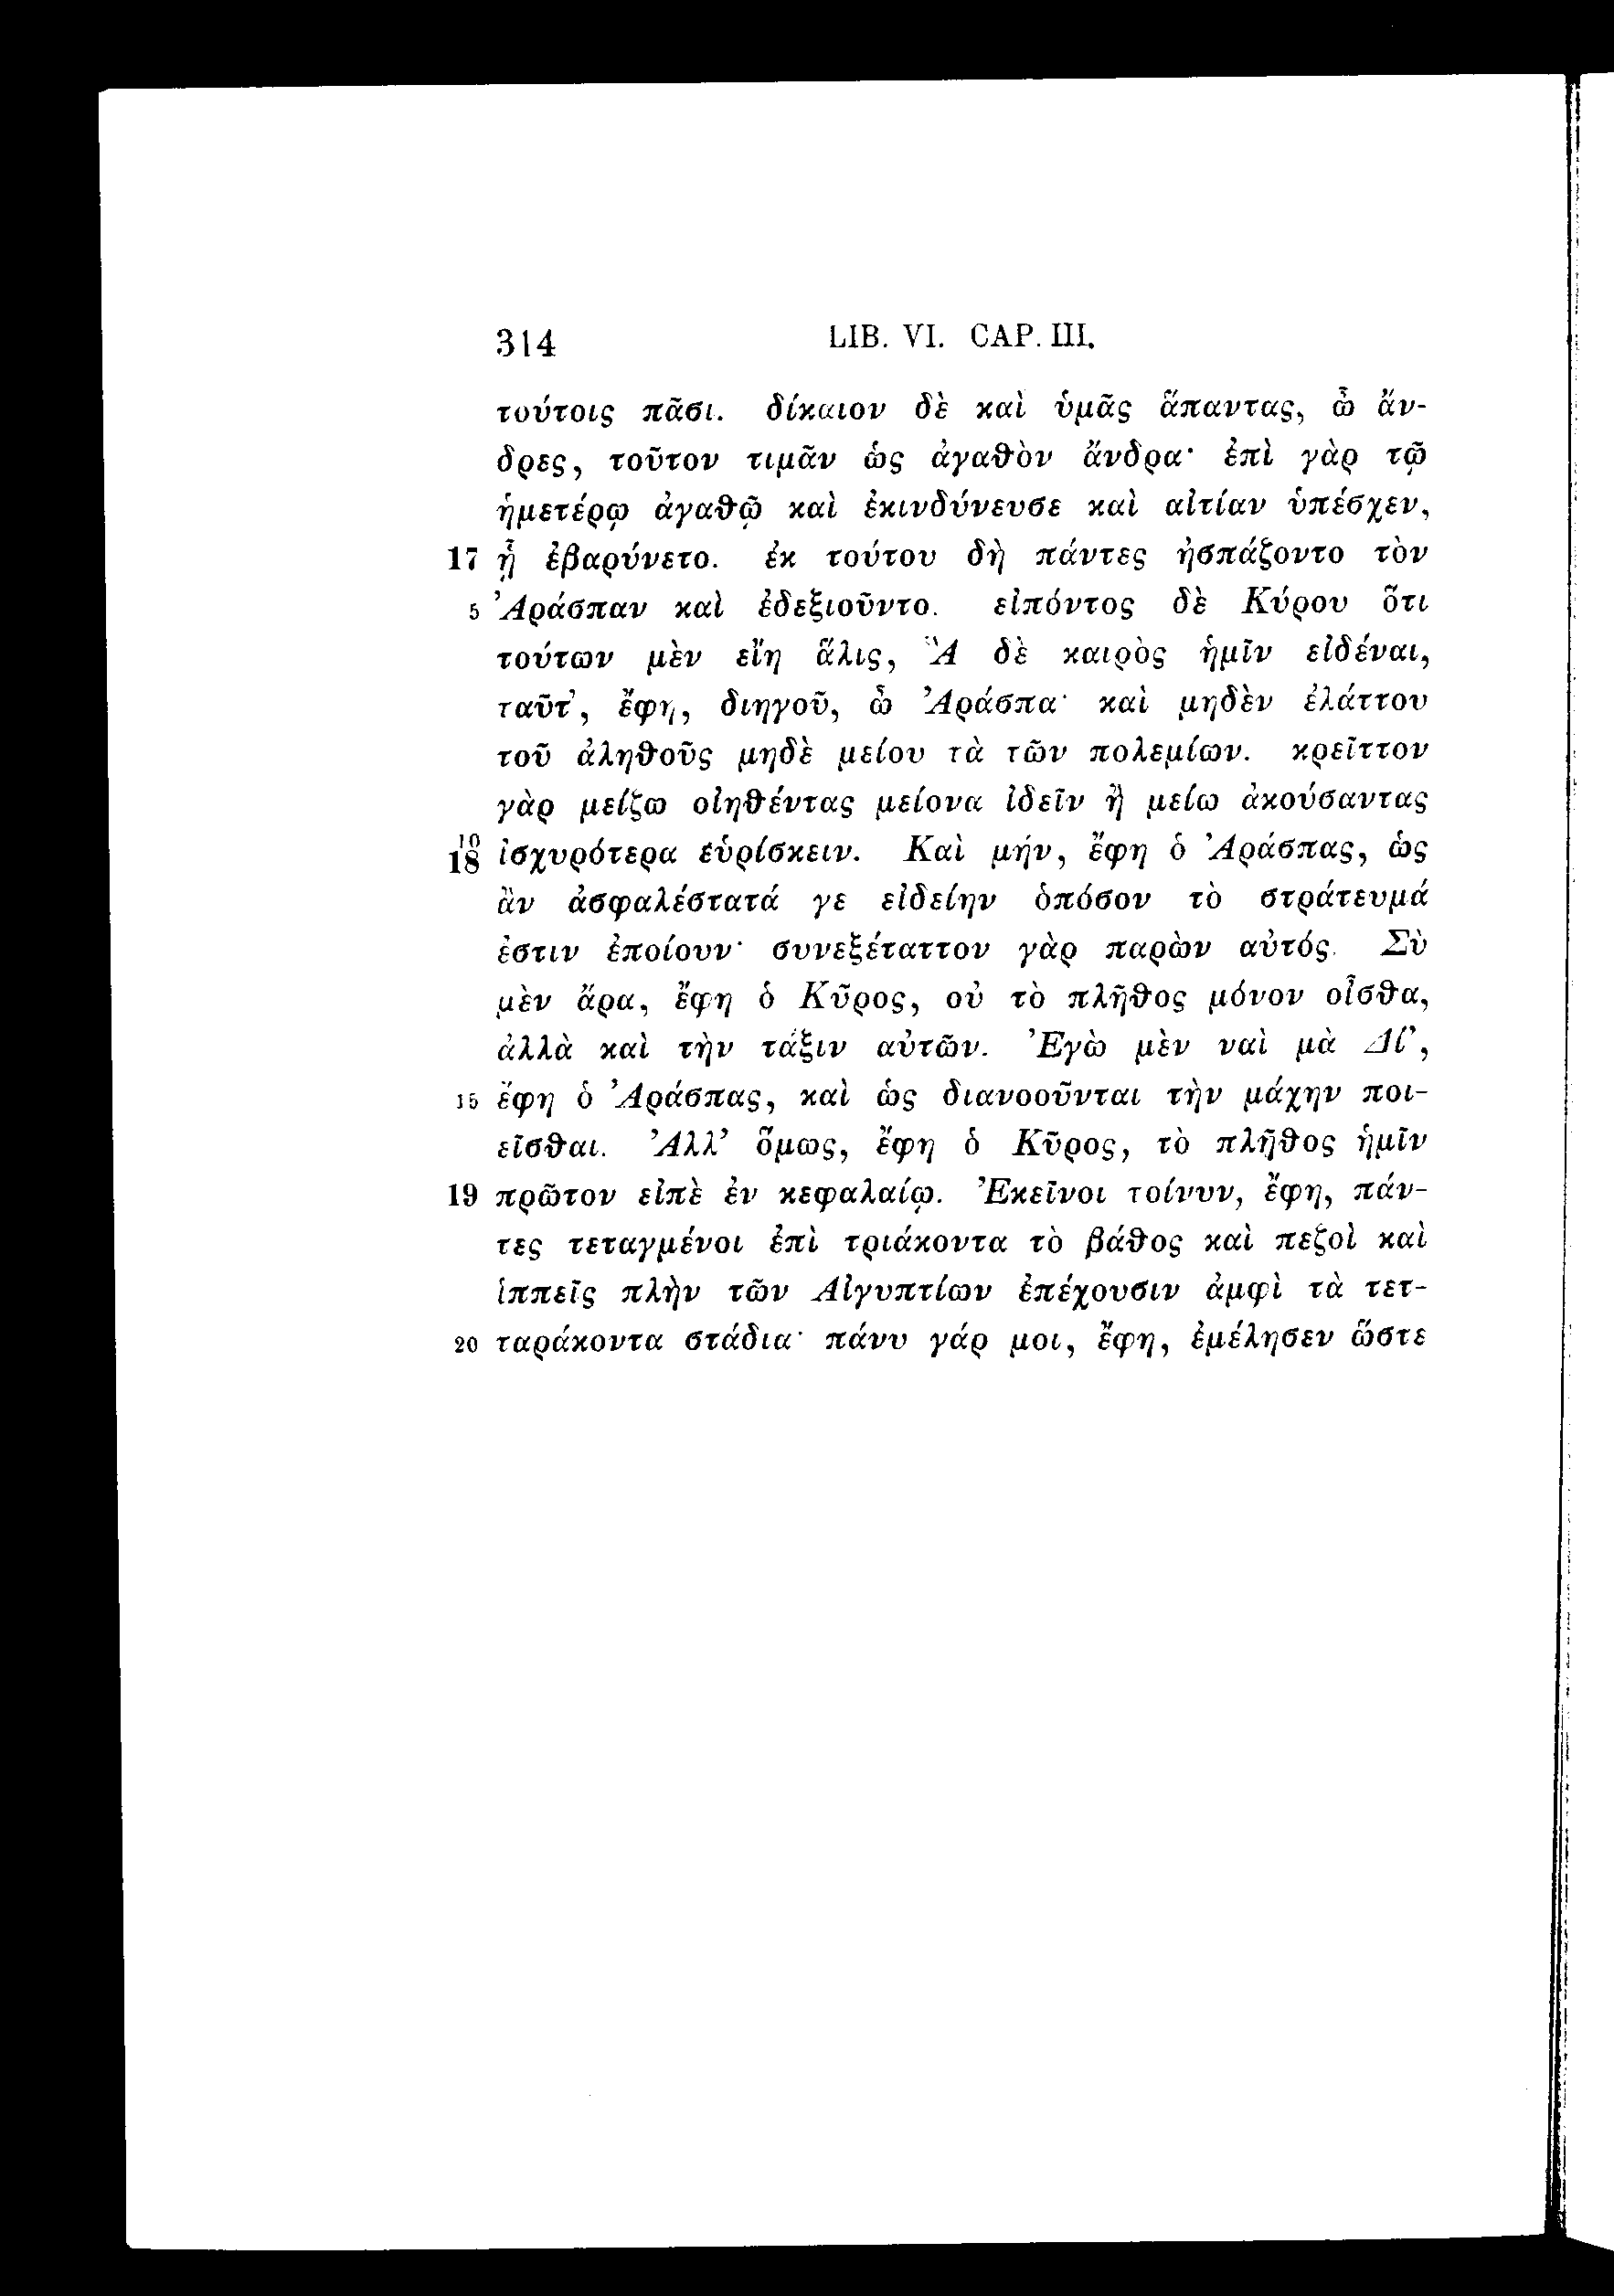 314 LIB. VI. CAP. III.
τούτοις πᾶσι. δίκαιον δὲ καὶ ὑμᾶς ἅπαντας, ὦ ἄν-
δρες, τοῦτον τιμᾶν ὡς ἀγαθὸν ἄνδρα· ἐπὶ γὰρ τῷ
ἡμετέρῳ ἀγαθῷ καὶ ἐκινδύνευσε καὶ αἰτίαν ὑπέσχεν,
17 ᾗ ἐβαρύνετο. ἐκ τούτου δὴ πάντες ἠσπάζοντο τὸν
5 Ἀράσπαν καὶ ἐδεξιοῦντο. εἰπόντος δὲ Κύρου ὅτι
τούτων μὲν εἴη ἅλις, Ἃ δὲ καιρὸς ἡμῖν εἰδέναι,
ταῦτ᾽, ἔφη, διηγοῦ, ὦ Ἀράσπα· καὶ μηδὲν ἐλάττου
τοῦ ἀληθοῦς μηδὲ μείου τὰ τῶν πολεμίων. κρεῖττον
γὰρ μείζω οἰηθέντας μείονα ἰδεῖν ἢ μείω ἀκούσαντας
10 18 ἰσχυρότερα εὑρίσκειν. Καὶ μήν, ἔφη ὁ Ἀράσπας, ὡς
ἂν ἀσφαλέστατά γε εἰδείην ὁπόσον τὸ στράτευμά
ἐστιν ἐποίουν· συνεξέταττον γὰρ παρὼν αὐτός. Σὺ
μὲν ἄρα, ἔφη ὁ Κῦρος, οὐ τὸ πλῆθος μόνον οἶσθα,
ἀλλὰ καὶ τὴν τάξιν αὐτῶν. Ἐγὼ μὲν ναὶ μὰ Δί᾽,
15 ἔφη ὁ Ἀράσπας, καὶ ὡς διανοοῦνται τὴν μάχην ποι-
εῖσθαι. Ἀλλ᾽ ὅμως, ἔφη ὁ Κῦρος, τὸ πλῆθος ἡμῖν
19 πρῶτον εἰπὲ ἐν κεφαλαίῳ. Ἐκεῖνοι τοίνυν, ἔφη, πάν-
τες τεταγμένοι ἐπὶ τριάκοντα τὸ βάθος καὶ πεζοὶ καὶ
ἱππεῖς πλὴν τῶν Αἰγυπτίων ἐπέχουσιν ἀμφὶ τὰ τετ-
20 ταράκοντα στάδια· πάνυ γάρ μοι, ἔφη, ἐμέλησεν ὥστε